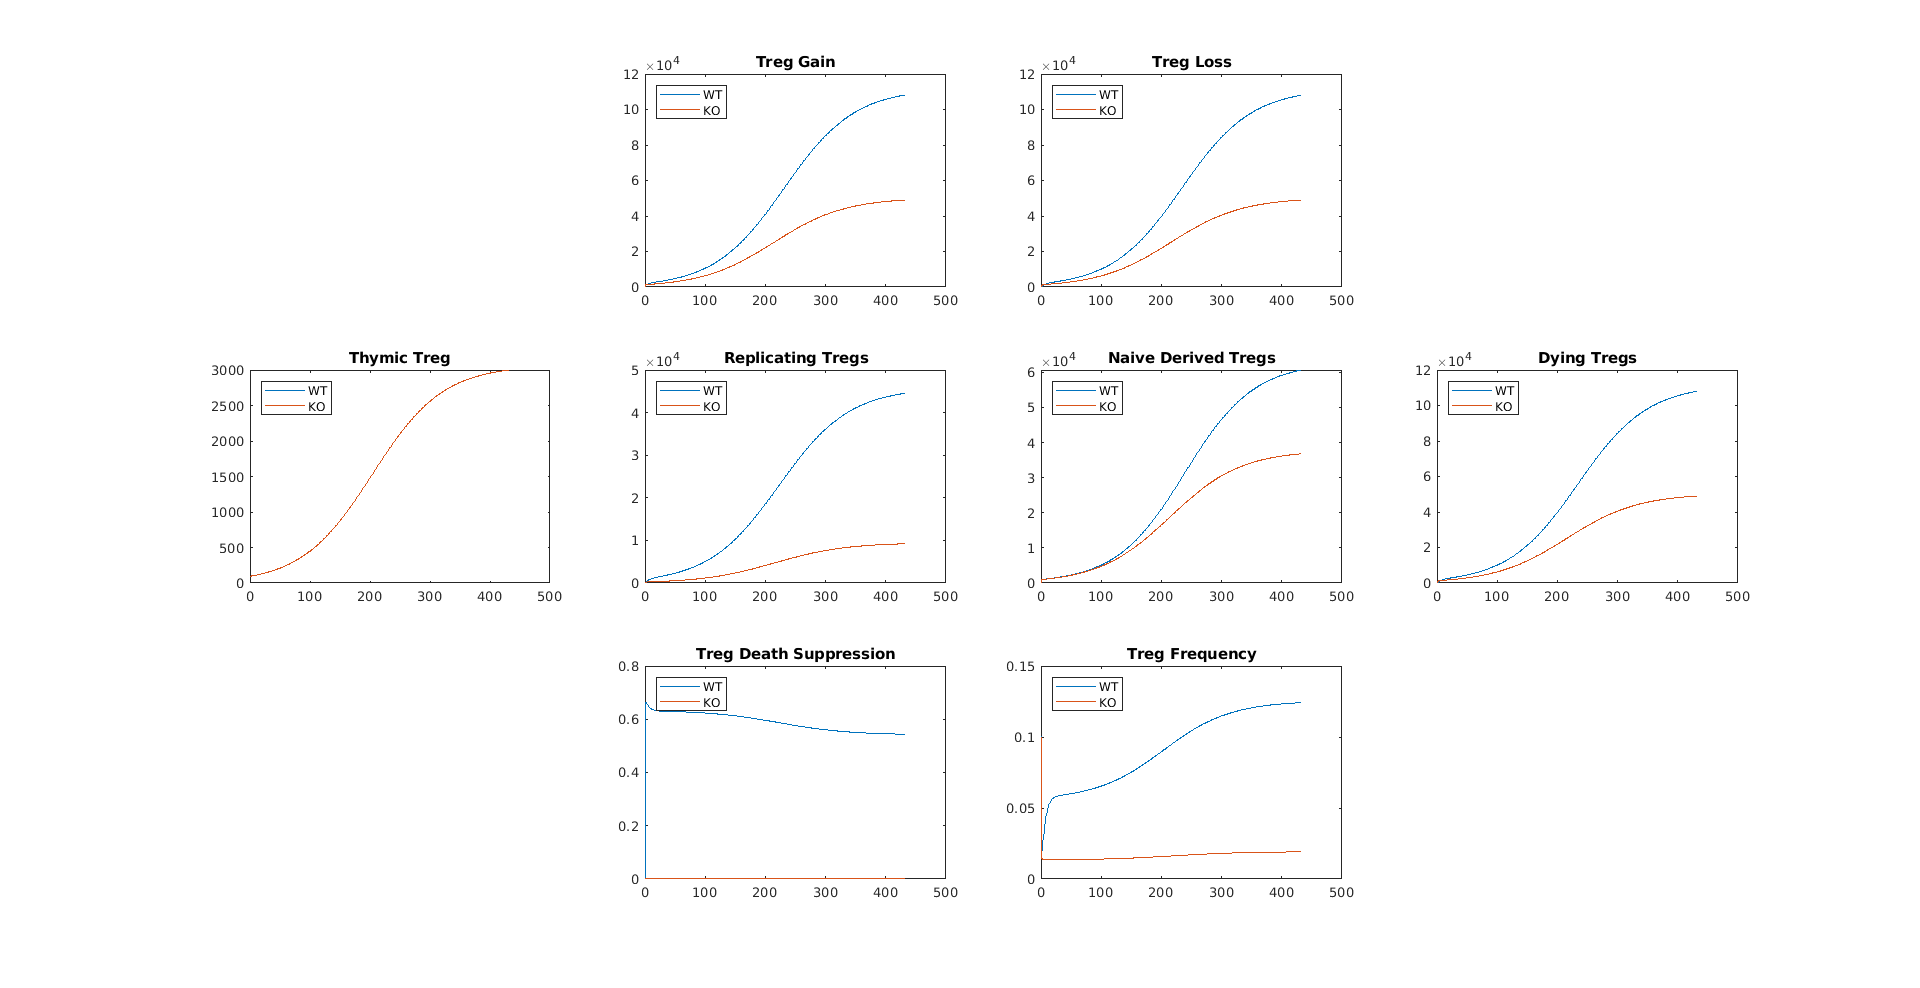 Treg Gain
×10^4
12
10
8
6
4
2
0
0 100 200 300 400 500
WT
KO
Treg Loss
×10^4
12
10
8
6
4
2
0
0 100 200 300 400 500
WT
KO
Thymic Treg
3000
2500
2000
1500
1000
500
0
0 100 200 300 400 500
WT
KO
Replicating Tregs
×10^4
5
4
3
2
1
0
0 100 200 300 400 500
WT
KO
Naive Derived Tregs
×10^4
6
5
4
3
2
1
0
0 100 200 300 400 500
WT
KO
Dying Tregs
×10^4
12
10
8
6
4
2
0
0 100 200 300 400 500
WT
KO
Treg Death Suppression
0.8
0.6
0.4
0.2
0
0 100 200 300 400 500
WT
KO
Treg Frequency
0.15
0.1
0.05
0
0 100 200 300 400 500
WT
KO